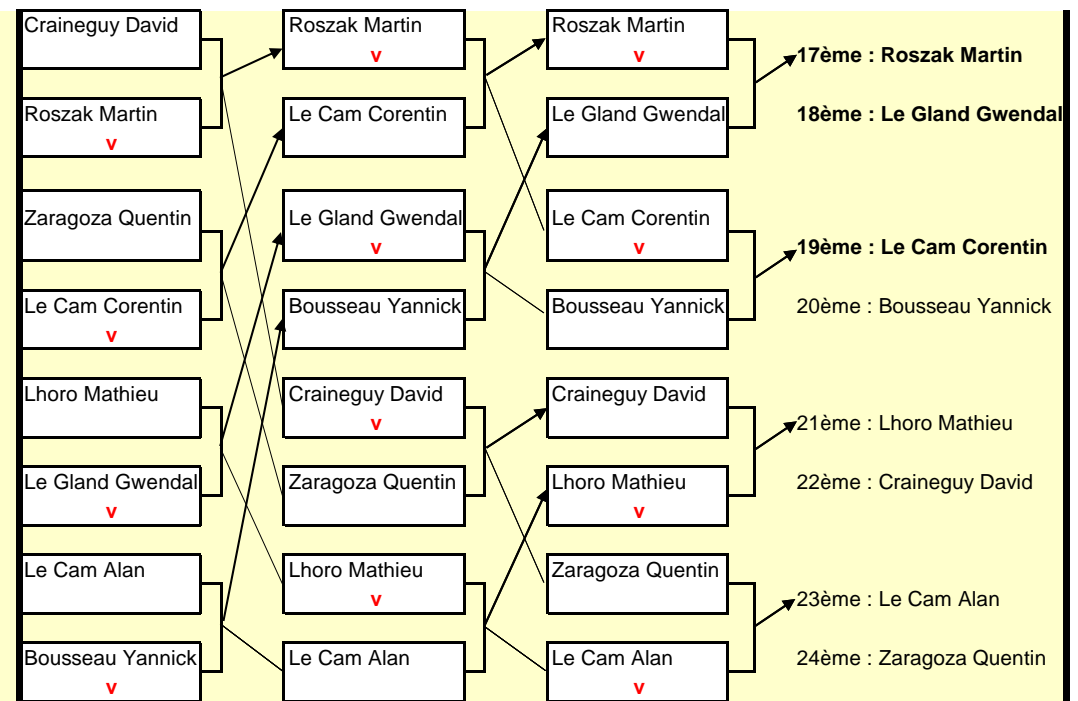 Craineguy David
Roszak Martin
v
Zaragoza Quentin
Le Cam Corentin
v
Lhoro Mathieu
Le Gland Gwendal
v
Le Cam Alan
Bousseau Yannick
v
Roszak Martin
v
Le Cam Corentin
Le Gland Gwendal
v
Bousseau Yannick
Craineguy David
v
Zaragoza Quentin
Lhoro Mathieu
v
Le Cam Alan
Roszak Martin
v
Le Gland Gwendal
Le Cam Corentin
v
Bousseau Yannick
Craineguy David
Lhoro Mathieu
v
Zaragoza Quentin
Le Cam Alan
v
17ème : Roszak Martin
18ème : Le Gland Gwendal
19ème : Le Cam Corentin
20ème : Bousseau Yannick
21ème : Lhoro Mathieu
22ème : Craineguy David
23ème : Le Cam Alan
24ème : Zaragoza Quentin